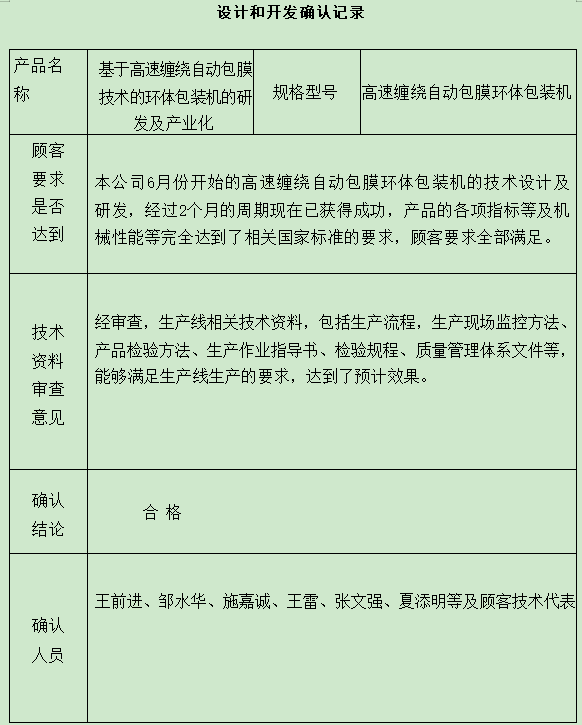 设计和开发确认记录
产品名
称
基于高速缠绕自动包膜
技术的环体包装机的研
发及产业化
规格型号
高速缠绕自动包膜环体包装机
顾客
要求
是否
达到
本公司6月份开始的高速缠绕自动包膜环体包装机的技术设计及
研发，经过2个月的周期现在已获得成功，产品的各项指标等及机
械性能等完全达到了相关国家标准的要求，顾客要求全部满足。
技术
资料
审查
意见
经审查，生产线相关技术资料，包括生产流程，生产现场监控方法、
产品检验方法、生产作业指导书、检验规程、质量管理体系文件等，
能够满足生产线生产的要求，达到了预计效果。
确认
结论
合 格
确认
人员
王前进、邹水华、施嘉诚、王雷、张文强、夏添明等及顾客技术代表